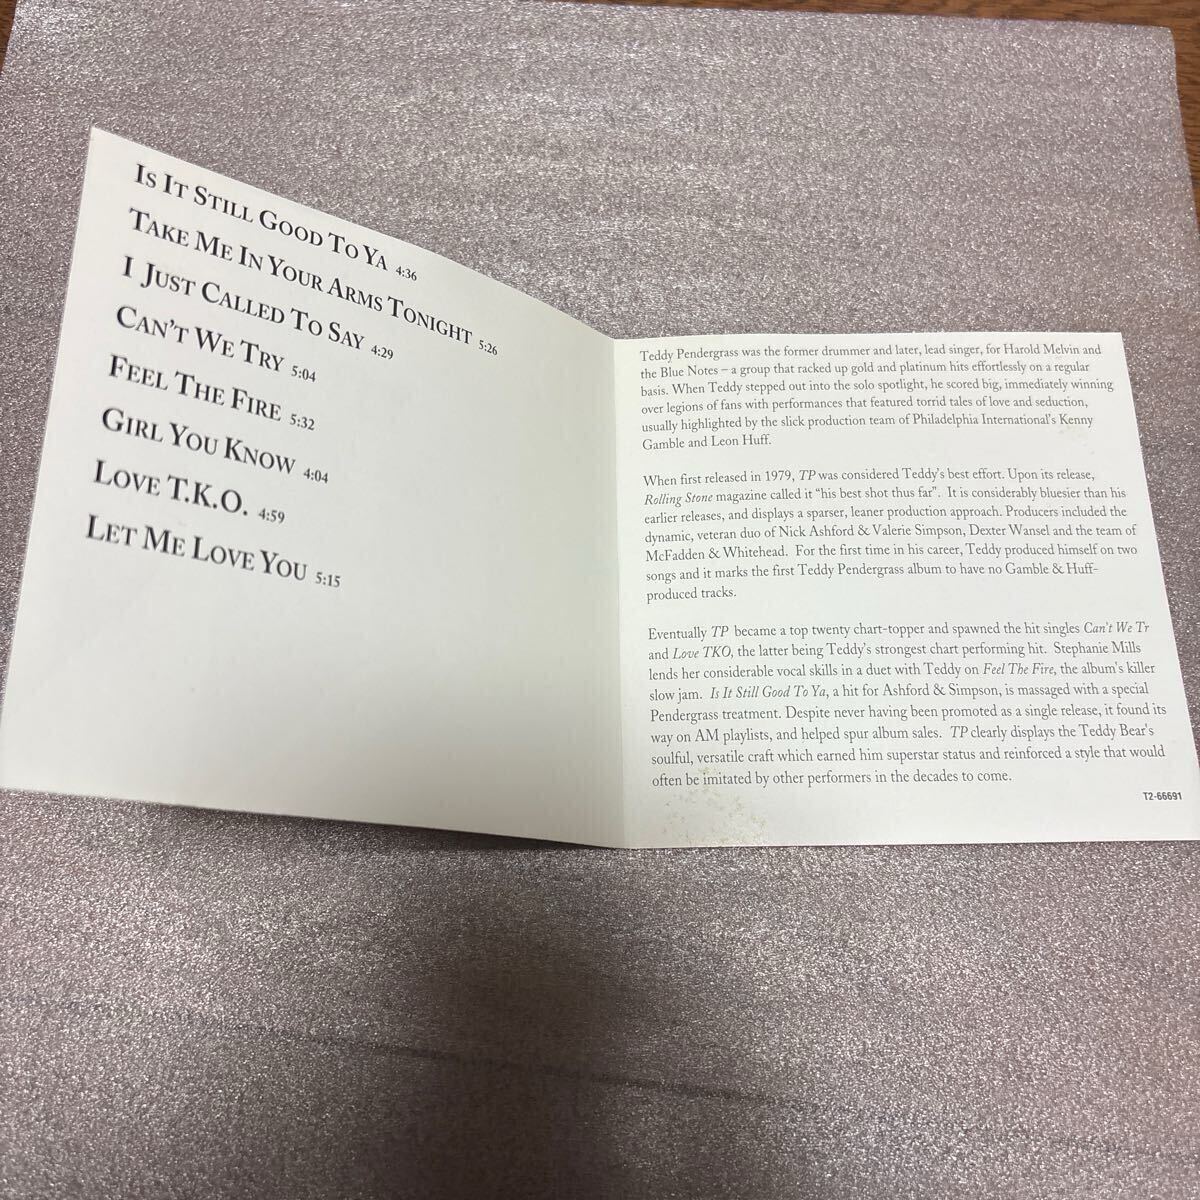 IS IT STILL GOOD TO YA 4:36
TAKE ME IN YOUR ARMS TONIGHT 5:26
I JUST CALLED TO SAY 4:29
CAN'T WE TRY 5:04
FEEL THE FIRE 5:32
GIRL YOU KNOW 4:04
LOVE T.K.O. 4:59
LET ME LOVE YOU 5:15
Teddy Pendergrass was the former drummer and later, lead singer, for Harold Melvin and
the Blue Notes – a group that racked up gold and platinum hits effortlessly on a regular
basis. When Teddy stepped out into the solo spotlight, he scored big, immediately winning
over legions of fans with performances that featured torrid tales of love and seduction,
usually highlighted by the slick production team of Philadelphia International's Kenny
Gamble and Leon Huff.
When first released in 1979, TP was considered Teddy's best effort. Upon its release,
Rolling Stone magazine called it “his best shot thus far”. It is considerably bluesier than his
earlier releases, and displays a sparser, leaner production approach. Producers included the
dynamic, veteran duo of Nick Ashford & Valerie Simpson, Dexter Wansel and the team of
McFadden & Whitehead. For the first time in his career, Teddy produced himself on two
songs and it marks the first Teddy Pendergrass album to have no Gamble & Huff–
produced tracks.
Eventually TP became a top twenty chart-topper and spawned the hit singles Can't We Tr
and Love TKO, the latter being Teddy's strongest chart performing hit. Stephanie Mills
lends her considerable vocal skills in a duet with Teddy on Feel The Fire, the album's killer
slow jam. Is It Still Good To Ya, a hit for Ashford & Simpson, is massaged with a special
Pendergrass treatment. Despite never having been promoted as a single release, it found its
way on AM playlists, and helped spur album sales. TP clearly displays the Teddy Bear's
soulful, versatile craft which earned him superstar status and reinforced a style that would
often be imitated by other performers in the decades to come.
T2-66691